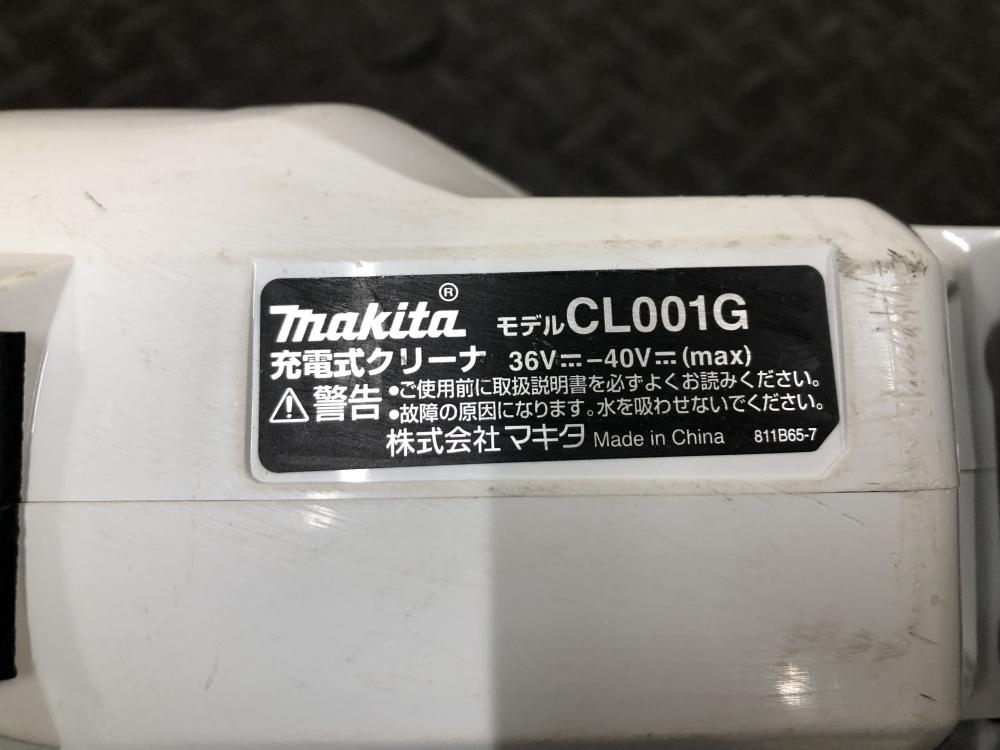 makita® モデルCL001G
充電式クリーナ 36V⎓-40V⎓(max)
⚠警告 •ご使用前に取扱説明書を必ずよくお読みください。
•故障の原因になります。水を吸わせないでください。
株式会社マキタ Made in China 811B65-7